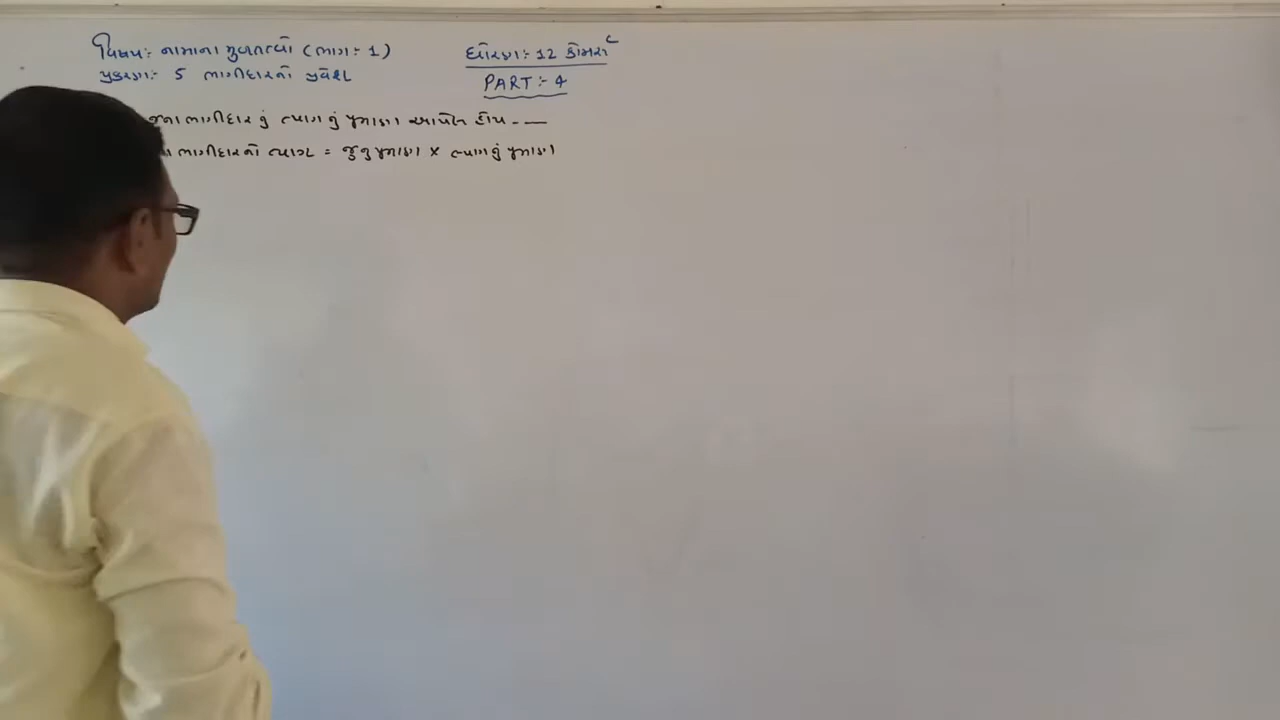 વિષય:- નામાના મુળતત્વો (ભાગ:- 1)
ધોરણ:- 12 કોમર્સ
પ્રકરણ:- 5 ભાગીદારનો પ્રવેશ
PART:- 4
જુના ભાગીદારનું ત્યાગનું પ્રમાણ આપેલ હોય - —
ભાગીદારનો ત્યાગ = જુનુ પ્રમાણ × ત્યાગનું પ્રમાણ